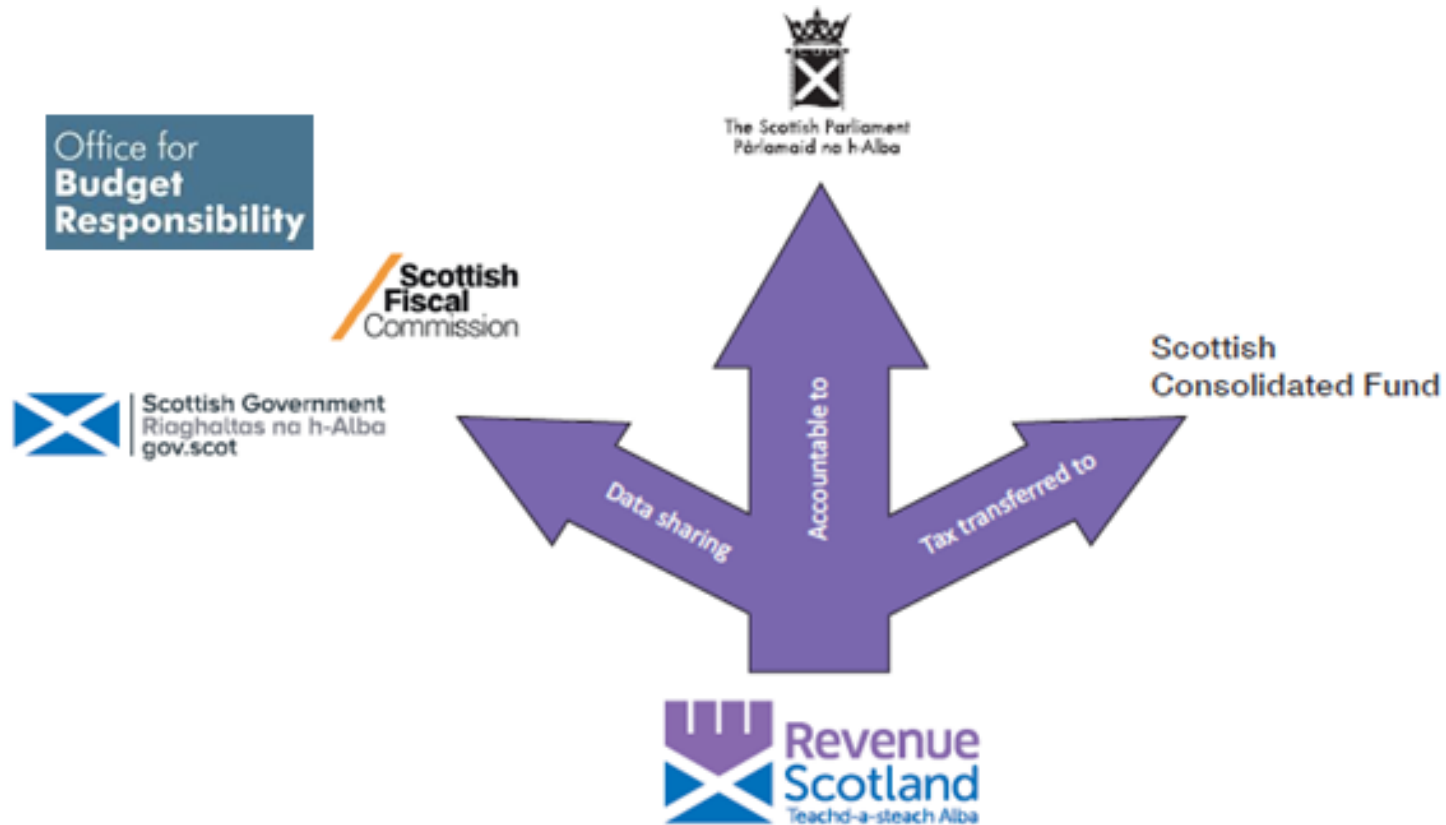 The Scottish Parliament
Pàrlamaid na h-Alba
Office for
Budget
Responsibility
Scottish
Fiscal
Commission
Scottish Government
Riaghaltas na h-Alba
gov.scot
Scottish
Consolidated Fund
Data sharing
Accountable to
Tax transferred to
Revenue
Scotland
Teachd-a-steach Alba